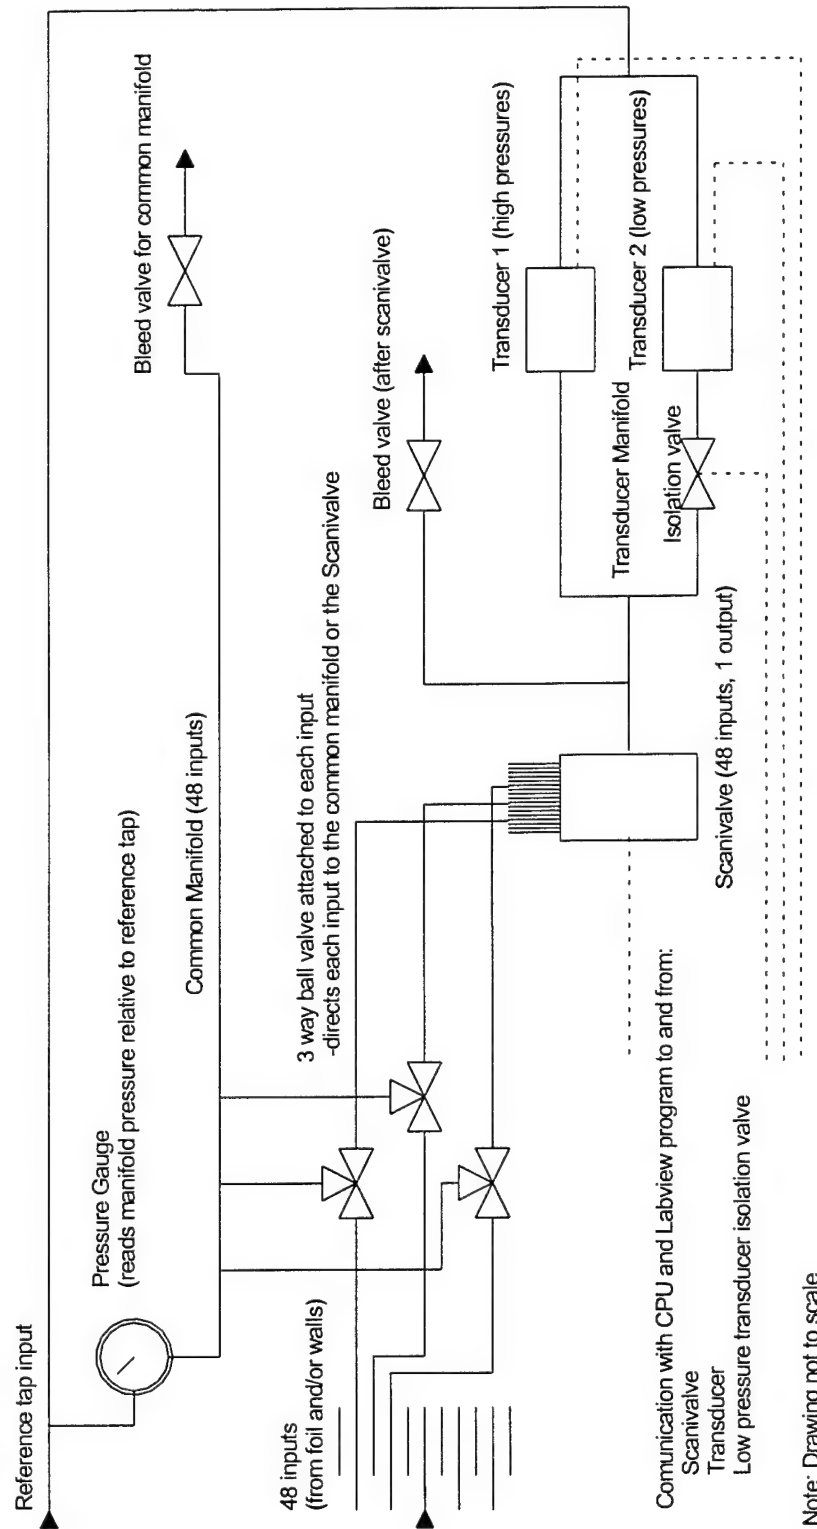 Reference tap input
Pressure Gauge
(reads manifold pressure relative to reference tap)
Bleed valve for common manifold
Common Manifold (48 inputs)
48 inputs
(from foil and/or walls)
3 way ball valve attached to each input
-directs each input to the common manifold or the Scanivalve
Bleed valve (after scanivalve)
Transducer 1 (high pressures)
Transducer Manifold
Transducer 2 (low pressures)
Isolation valve
Scanivalve (48 inputs, 1 output)
Comunication with CPU and Labview program to and from:
Scanivalve
Transducer
Low pressure transducer isolation valve
Note: Drawing not to scale